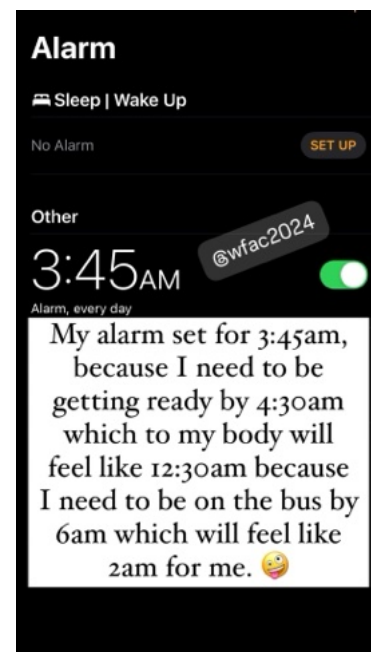 Alarm
Sleep | Wake Up
No Alarm
SET UP
Other
@wfac2024
3:45AM
Alarm, every day
My alarm set for 3:45am,
because I need to be
getting ready by 4:30am
which to my body will
feel like 12:30am because
I need to be on the bus by
6am which will feel like
2am for me. 🤪